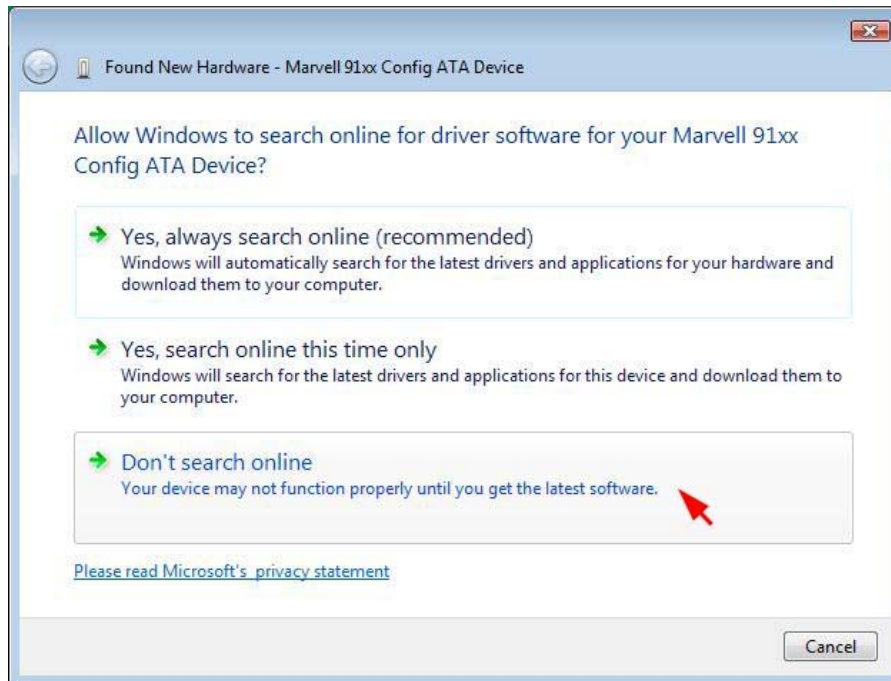 Found New Hardware - Marvell 91xx Config ATA Device
Allow Windows to search online for driver software for your Marvell 91xx
Config ATA Device?
Yes, always search online (recommended)
Windows will automatically search for the latest drivers and applications for your hardware and
download them to your computer.
Yes, search online this time only
Windows will search for the latest drivers and applications for this device and download them to
your computer.
Don't search online
Your device may not function properly until you get the latest software.
Please read Microsoft's privacy statement
Cancel